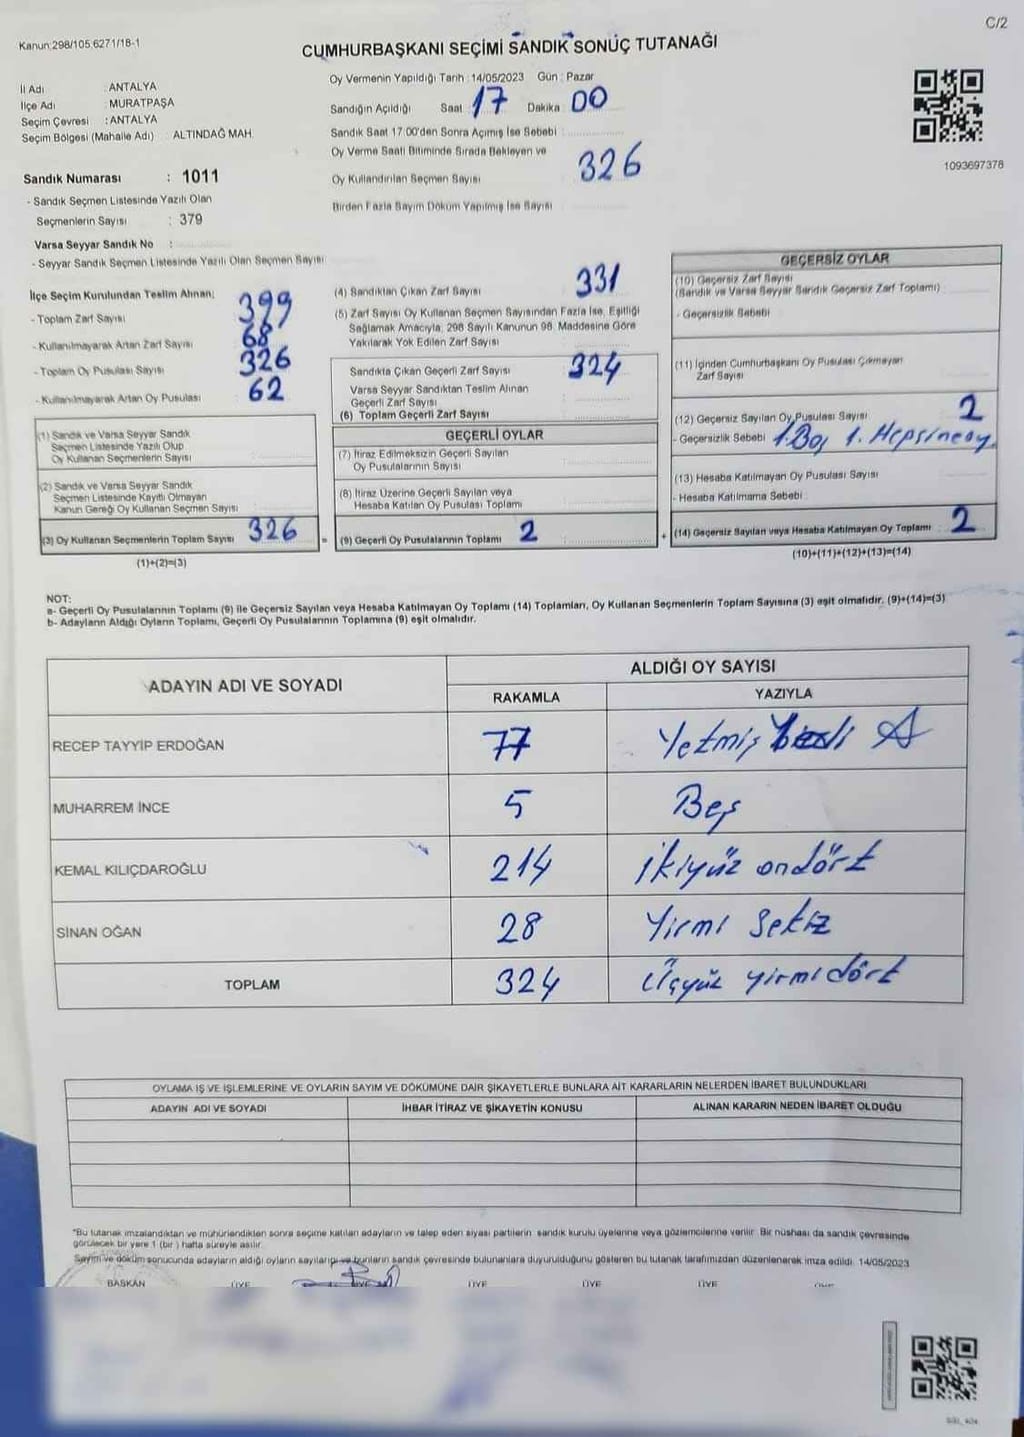 C/2
Kanun:298/105.6271/18-1
CUMHURBAŞKANI SEÇİMİ SANDIK SONUÇ TUTANAĞI
İl Adı : ANTALYA
İlçe Adı : MURATPAŞA
Seçim Çevresi : ANTALYA
Seçim Bölgesi (Mahalle Adı) : ALTINDAĞ MAH.
Oy Vermenin Yapıldığı Tarih : 14/05/2023 Gün : Pazar
Sandığın Açıldığı Saat 17 Dakika 00
Sandık Saat 17:00'den Sonra Açılmış İse Sebebi :
Oy Verme Saati Bitiminde Sırada Bekleyen ve
Oy Kullandırılan Seçmen Sayısı 326
Birden Fazla Sayım Döküm Yapılmış İse Sayısı
1093697378
Sandık Numarası : 1011
- Sandık Seçmen Listesinde Yazılı Olan
Seçmenlerin Sayısı : 379
Varsa Seyyar Sandık No :
- Seyyar Sandık Seçmen Listesinde Yazılı Olan Seçmen Sayısı
İlçe Seçim Kurulundan Teslim Alınan;
- Toplam Zarf Sayısı 399
- Kullanılmayarak Artan Zarf Sayısı 68
- Toplam Oy Pusulası Sayısı 326
- Kullanılmayarak Artan Oy Pusulası 62
(1) Sandık ve Varsa Seyyar Sandık
Seçmen Listesinde Yazılı Olup
Oy Kullanan Seçmenlerin Sayısı
(2) Sandık ve Varsa Seyyar Sandık
Seçmen Listesinde Kayıtlı Olmayan
Kanun Gereği Oy Kullanan Seçmen Sayısı
(3) Oy Kullanan Seçmenlerin Toplam Sayısı 326 =
(1)+(2)=(3)
(4) Sandıktan Çıkan Zarf Sayısı 331
(5) Zarf Sayısı Oy Kullanan Seçmen Sayısından Fazla İse, Eşitliği
Sağlamak Amacıyla, 298 Sayılı Kanunun 98. Maddesine Göre
Yakılarak Yok Edilen Zarf Sayısı
Sandıkta Çıkan Geçerli Zarf Sayısı 324
Varsa Seyyar Sandıktan Teslim Alınan
Geçerli Zarf Sayısı
(6) Toplam Geçerli Zarf Sayısı
GEÇERLİ OYLAR
(7) İtiraz Edilmeksizin Geçerli Sayılan
Oy Pusulalarının Sayısı
(8) İtiraz Üzerine Geçerli Sayılan veya
Hesaba Katılan Oy Pusulası Toplamı
(9) Geçerli Oy Pusulalarının Toplamı 2 +
GEÇERSİZ OYLAR
(10) Geçersiz Zarf Sayısı
(Sandık ve Varsa Seyyar Sandık Geçersiz Zarf Toplamı)
- Geçersizlik Sebebi
(11) İçinden Cumhurbaşkanı Oy Pusulası Çıkmayan
Zarf Sayısı
(12) Geçersiz Sayılan Oy Pusulası Sayısı 2
- Geçersizlik Sebebi 1. Boş 1. Hepsine oy
(13) Hesaba Katılmayan Oy Pusulası Sayısı
- Hesaba Katılmama Sebebi
(14) Geçersiz Sayılan veya Hesaba Katılmayan Oy Toplamı 2
(10)+(11)+(12)+(13)=(14)
NOT:
a- Geçerli Oy Pusulalarının Toplamı (9) ile Geçersiz Sayılan veya Hesaba Katılmayan Oy Toplamı (14) Toplamları, Oy Kullanan Seçmenlerin Toplam Sayısına (3) eşit olmalıdır. (9)+(14)=(3)
b- Adayların Aldığı Oyların Toplamı, Geçerli Oy Pusulalarının Toplamına (9) eşit olmalıdır.
ADAYIN ADI VE SOYADI ALDIĞI OY SAYISI
RAKAMLA YAZIYLA
RECEP TAYYİP ERDOĞAN 77 Yetmiş
MUHARREM İNCE 5 Beş
KEMAL KILIÇDAROĞLU 214 ikiyüz ondört
SİNAN OĞAN 28 Yirmi Sekiz
TOPLAM 324 Üçyüz yirmidört
OYLAMA İŞ VE İŞLEMLERİNE VE OYLARIN SAYIM VE DÖKÜMÜNE DAİR ŞİKAYETLERLE BUNLARA AİT KARARLARIN NELERDEN İBARET BULUNDUKLARI
ADAYIN ADI VE SOYADI İHBAR İTİRAZ VE ŞİKAYETİN KONUSU ALINAN KARARIN NEDEN İBARET OLDUĞU
*Bu tutanak imzalandıktan ve mühürlendikten sonra seçime katılan adayların ve talep eden siyasi partilerin sandık kurulu üyelerine veya gözlemcilerine verilir. Bir nüshası da sandık çevresinde
görülecek bir yere 1 (bir) hafta süreyle asılır.
Sayım ve döküm sonucunda adayların aldığı oyların sayıları bunların sandık çevresinde bulunanlara duyurulduğunu gösteren bu tutanak tarafımızdan düzenlenerek imza edildi. 14/05/2023
BAŞKAN ÜYE ÜYE ÜYE ÜYE ÜYE